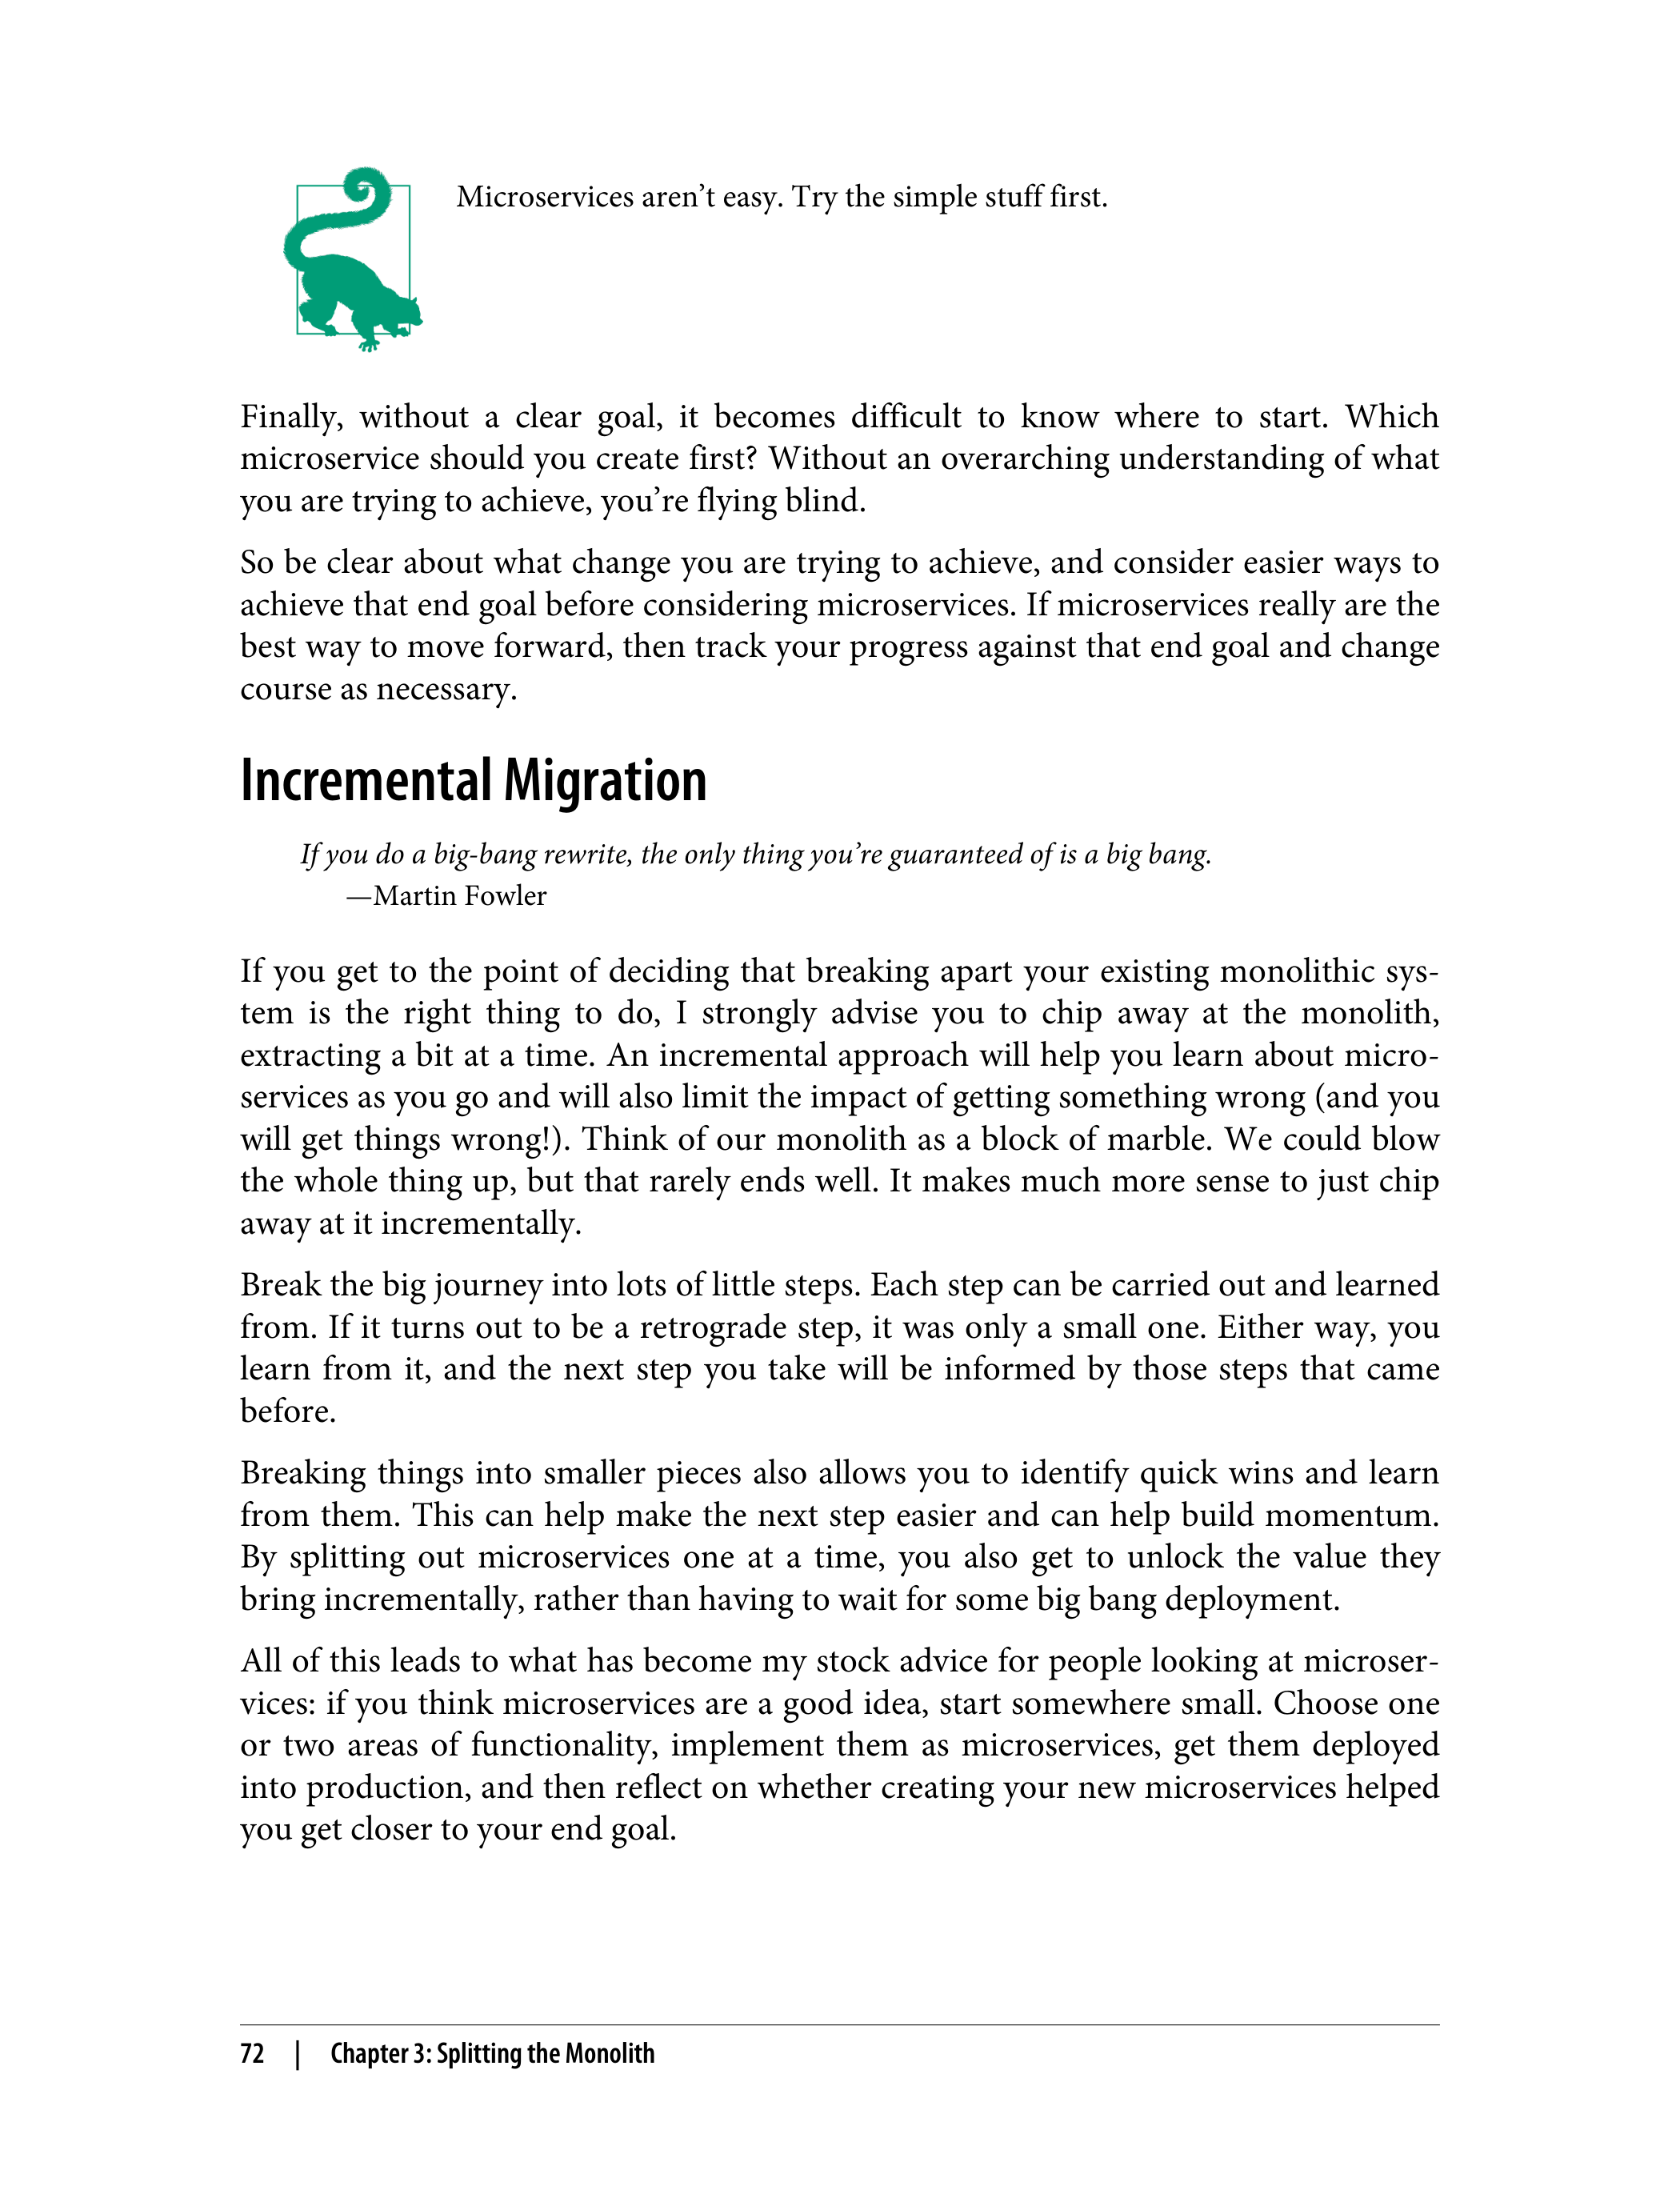 Microservices aren’t easy. Try the simple stuff first.
Finally, without a clear goal, it becomes difficult to know where to start. Which
microservice should you create first? Without an overarching understanding of what
you are trying to achieve, you’re flying blind.
So be clear about what change you are trying to achieve, and consider easier ways to
achieve that end goal before considering microservices. If microservices really are the
best way to move forward, then track your progress against that end goal and change
course as necessary.
Incremental Migration
If you do a big-bang rewrite, the only thing you’re guaranteed of is a big bang.
—Martin Fowler
If you get to the point of deciding that breaking apart your existing monolithic sys-
tem is the right thing to do, I strongly advise you to chip away at the monolith,
extracting a bit at a time. An incremental approach will help you learn about micro-
services as you go and will also limit the impact of getting something wrong (and you
will get things wrong!). Think of our monolith as a block of marble. We could blow
the whole thing up, but that rarely ends well. It makes much more sense to just chip
away at it incrementally.
Break the big journey into lots of little steps. Each step can be carried out and learned
from. If it turns out to be a retrograde step, it was only a small one. Either way, you
learn from it, and the next step you take will be informed by those steps that came
before.
Breaking things into smaller pieces also allows you to identify quick wins and learn
from them. This can help make the next step easier and can help build momentum.
By splitting out microservices one at a time, you also get to unlock the value they
bring incrementally, rather than having to wait for some big bang deployment.
All of this leads to what has become my stock advice for people looking at microser-
vices: if you think microservices are a good idea, start somewhere small. Choose one
or two areas of functionality, implement them as microservices, get them deployed
into production, and then reflect on whether creating your new microservices helped
you get closer to your end goal.
72 | Chapter 3: Splitting the Monolith